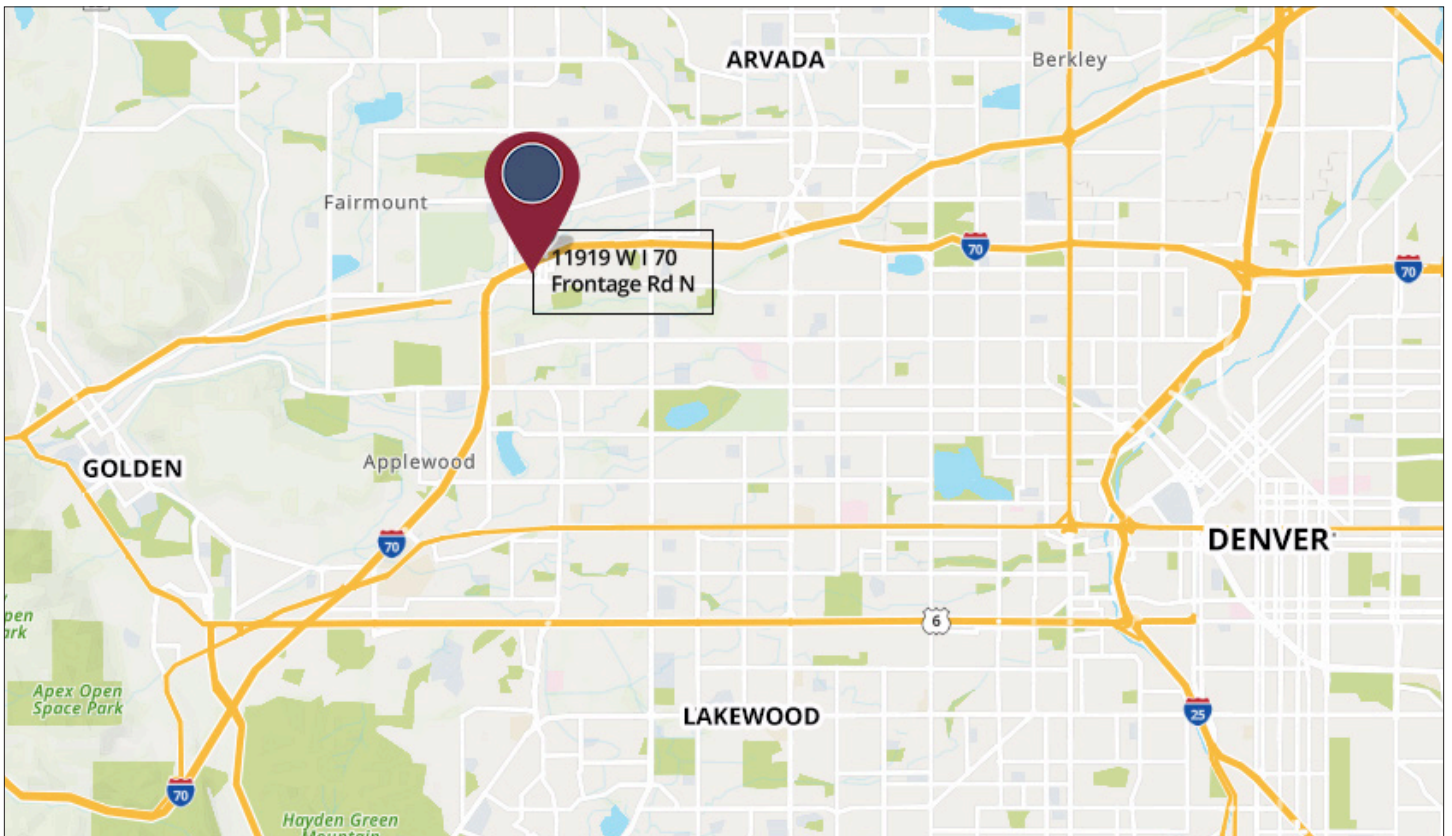 ARVADA
Berkley
Fairmount
11919 W I 70
Frontage Rd N
70
70
GOLDEN
Applewood
70
DENVER
6
Apex Open
Space Park
LAKEWOOD
25
70
Hayden Green
Mountain